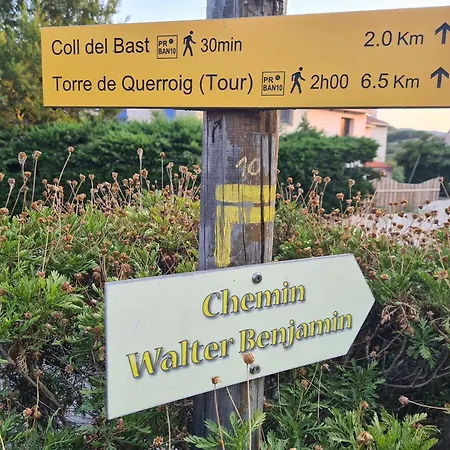 Coll del Bast PR BAN10 30min 2.0 Km
Torre de Querroig (Tour) PR BAN10 2h00 6.5 Km
10
Chemin
Walter Benjamin